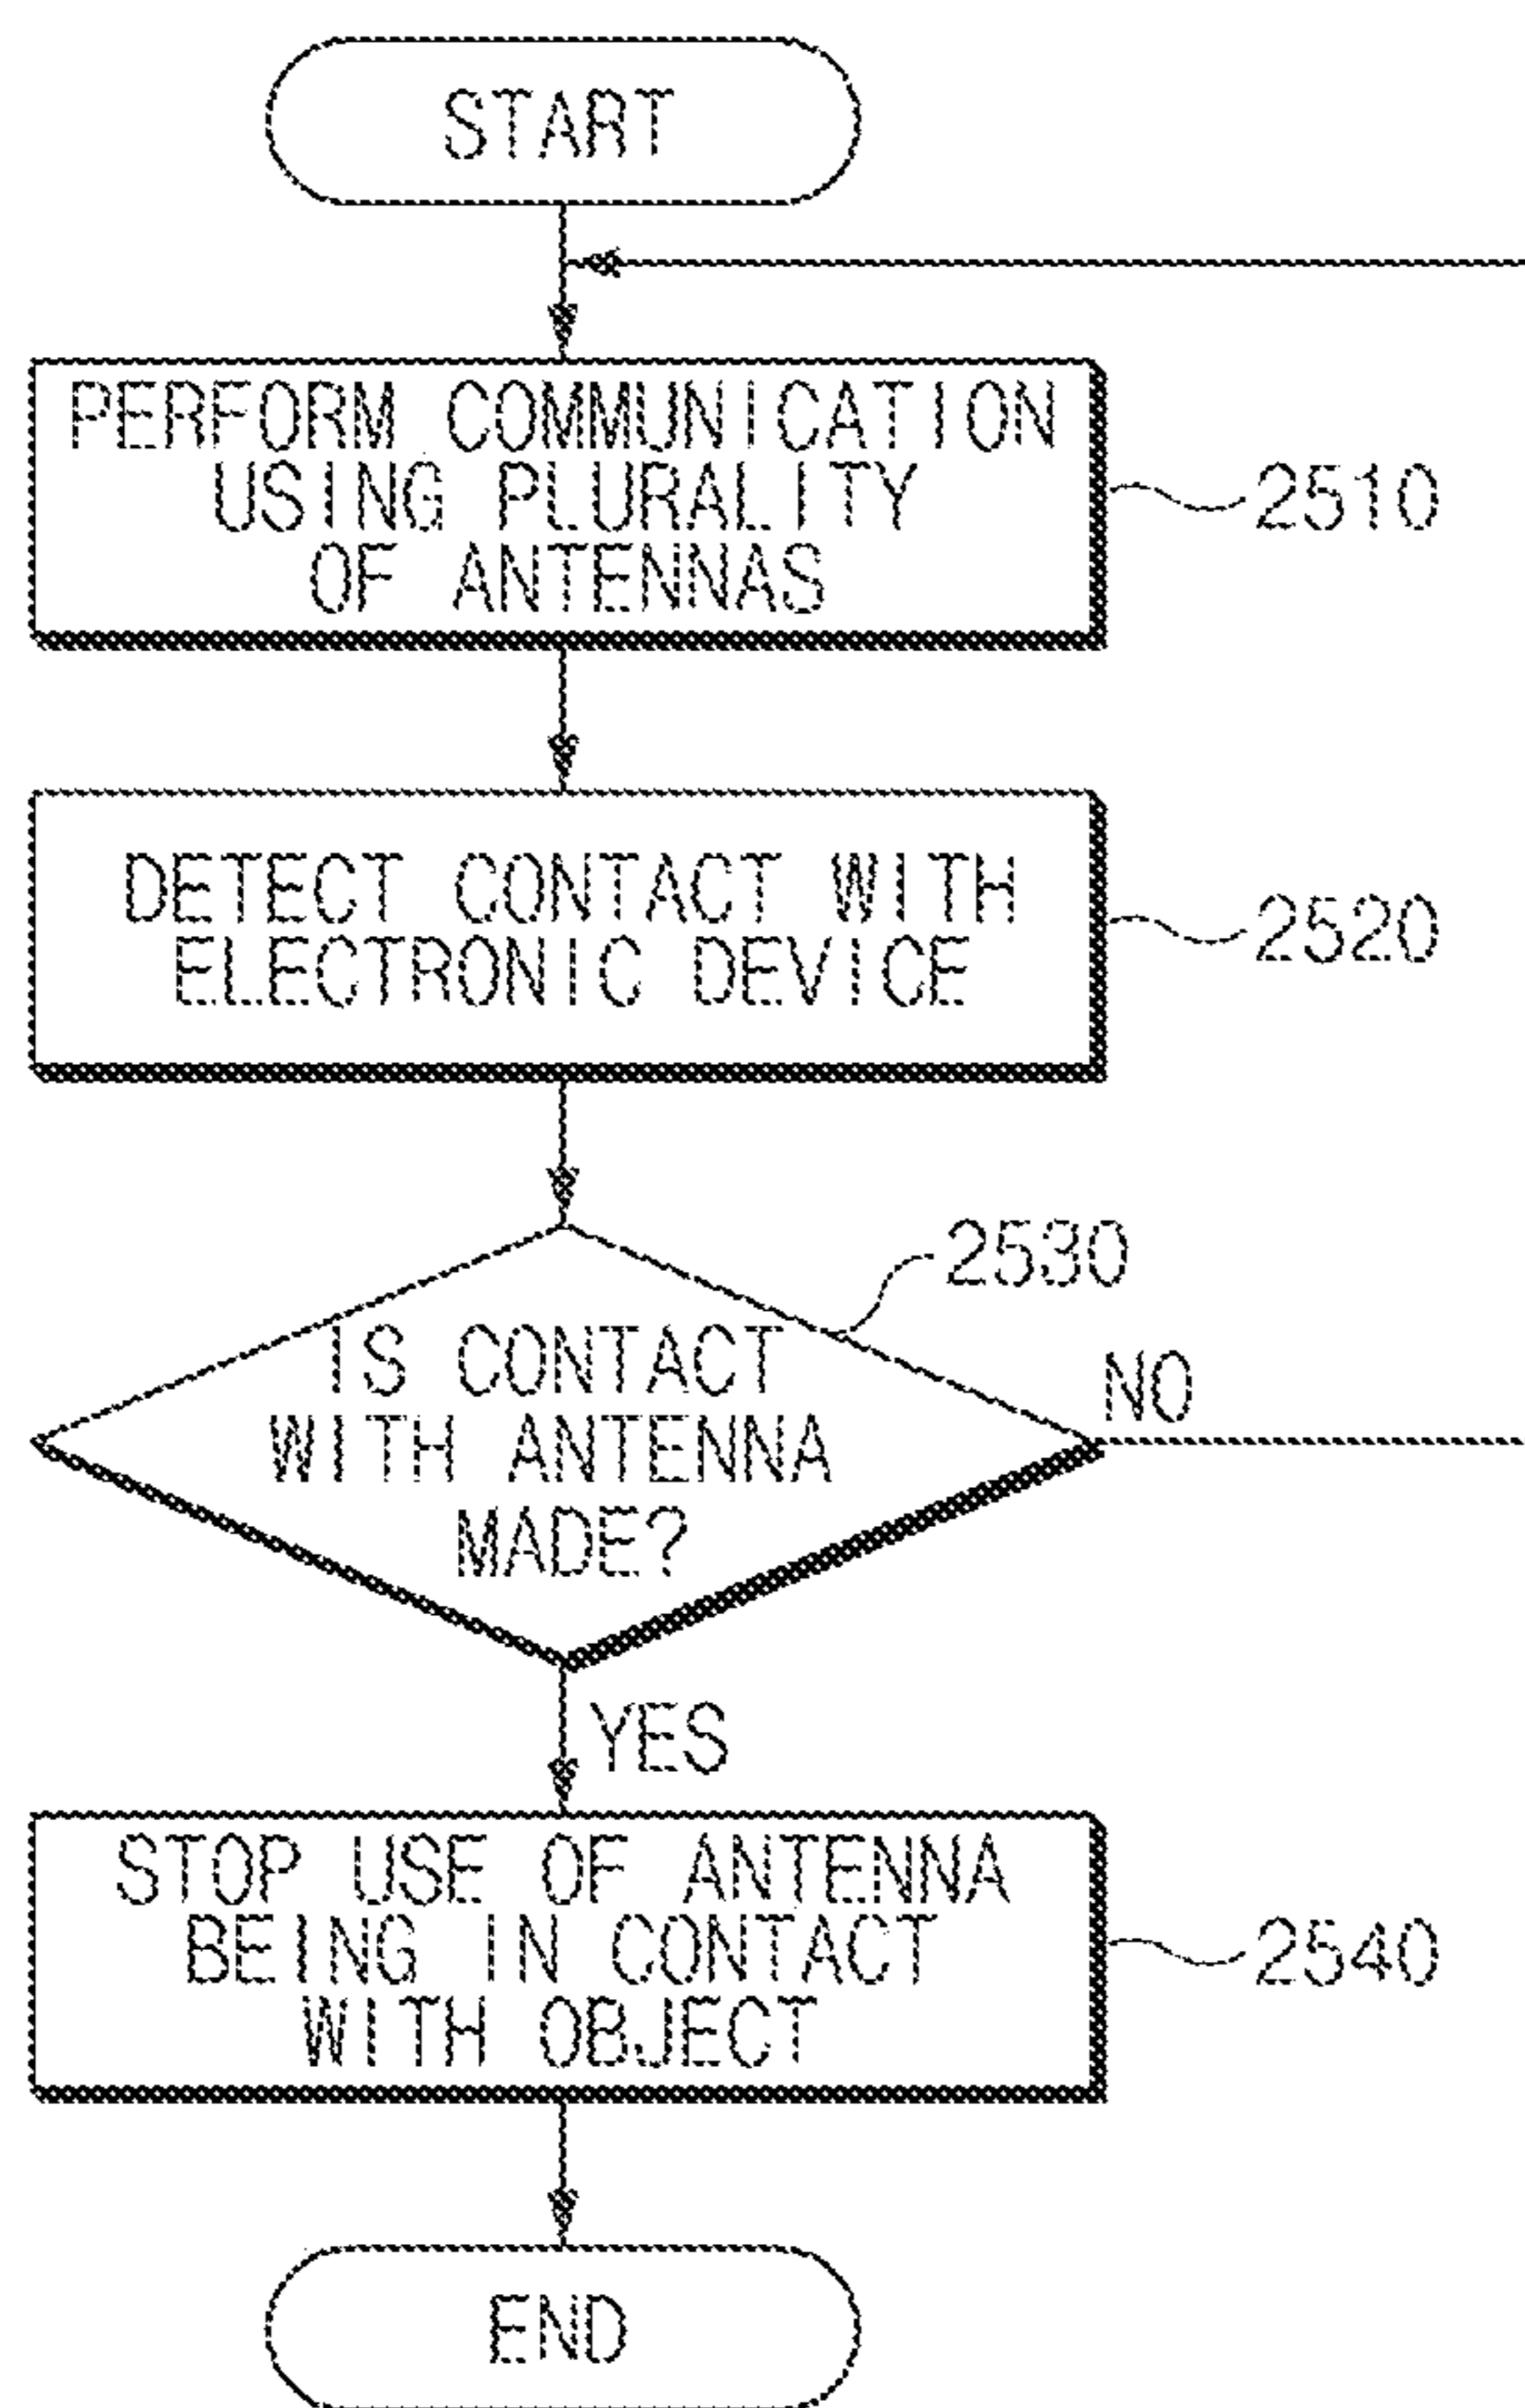 START
PERFORM COMMUNICATION
USING PLURALITY
OF ANTENNAS
2510
DETECT CONTACT WITH
ELECTRONIC DEVICE
2520
2530
IS CONTACT
WITH ANTENNA
MADE?
NO
YES
STOP USE OF ANTENNA
BEING IN CONTACT
WITH OBJECT
2540
END